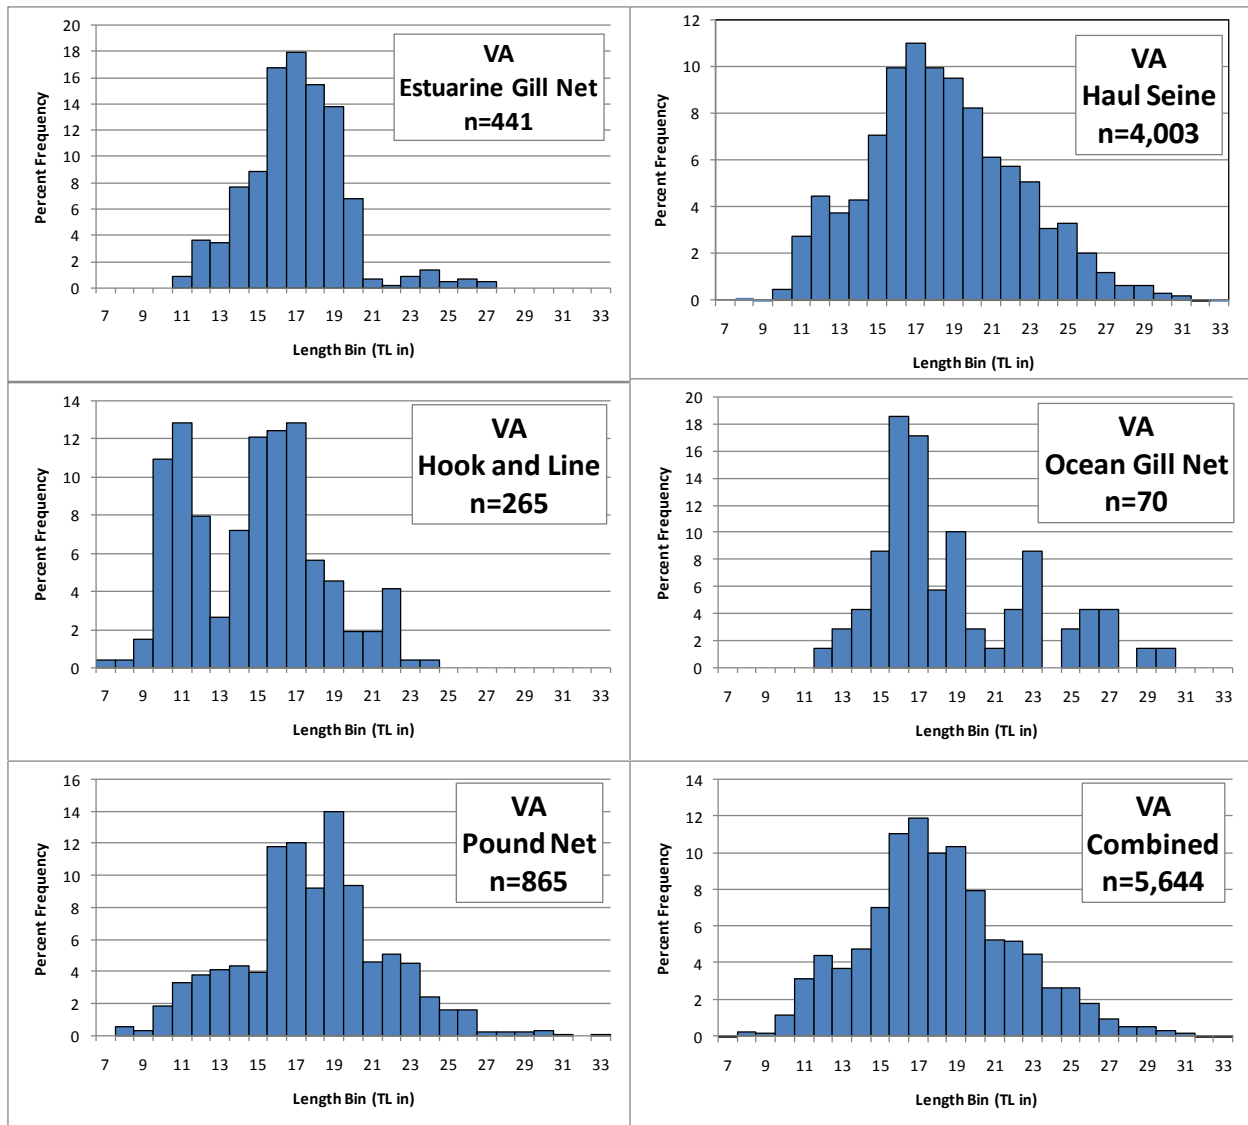 VA
Estuarine Gill Net
n=441
Percent Frequency
20
18
16
14
12
10
8
6
4
2
0
7 9 11 13 15 17 19 21 23 25 27 29 31 33
Length Bin (TL in)
VA
Haul Seine
n=4,003
Percent Frequency
12
10
8
6
4
2
0
7 9 11 13 15 17 19 21 23 25 27 29 31 33
Length Bin (TL in)
VA
Hook and Line
n=265
Percent Frequency
14
12
10
8
6
4
2
0
7 9 11 13 15 17 19 21 23 25 27 29 31 33
Length Bin (TL in)
VA
Ocean Gill Net
n=70
Percent Frequency
20
18
16
14
12
10
8
6
4
2
0
7 9 11 13 15 17 19 21 23 25 27 29 31 33
Length Bin (TL in)
VA
Pound Net
n=865
Percent Frequency
16
14
12
10
8
6
4
2
0
7 9 11 13 15 17 19 21 23 25 27 29 31 33
Length Bin (TL in)
VA
Combined
n=5,644
Percent Frequency
14
12
10
8
6
4
2
0
7 9 11 13 15 17 19 21 23 25 27 29 31 33
Length Bin (TL in)